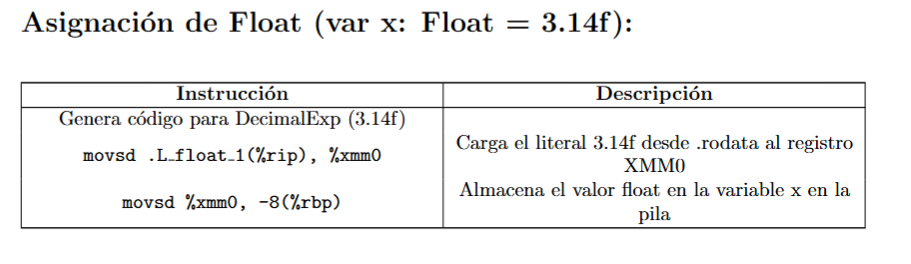 Asignación de Float (var x: Float = 3.14f):
Instrucción Descripción
Genera código para DecimalExp (3.14f)
movsd .L_float_1(%rip), %xmm0 Carga el literal 3.14f desde .rodata al registro
XMM0
movsd %xmm0, -8(%rbp) Almacena el valor float en la variable x en la
pila